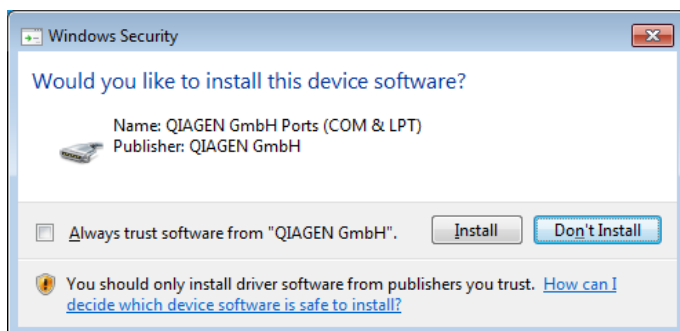 Windows Security
Would you like to install this device software?
Name: QIAGEN GmbH Ports (COM & LPT)
Publisher: QIAGEN GmbH
Always trust software from "QIAGEN GmbH".
Install
Don't Install
You should only install driver software from publishers you trust. How can I
decide which device software is safe to install?